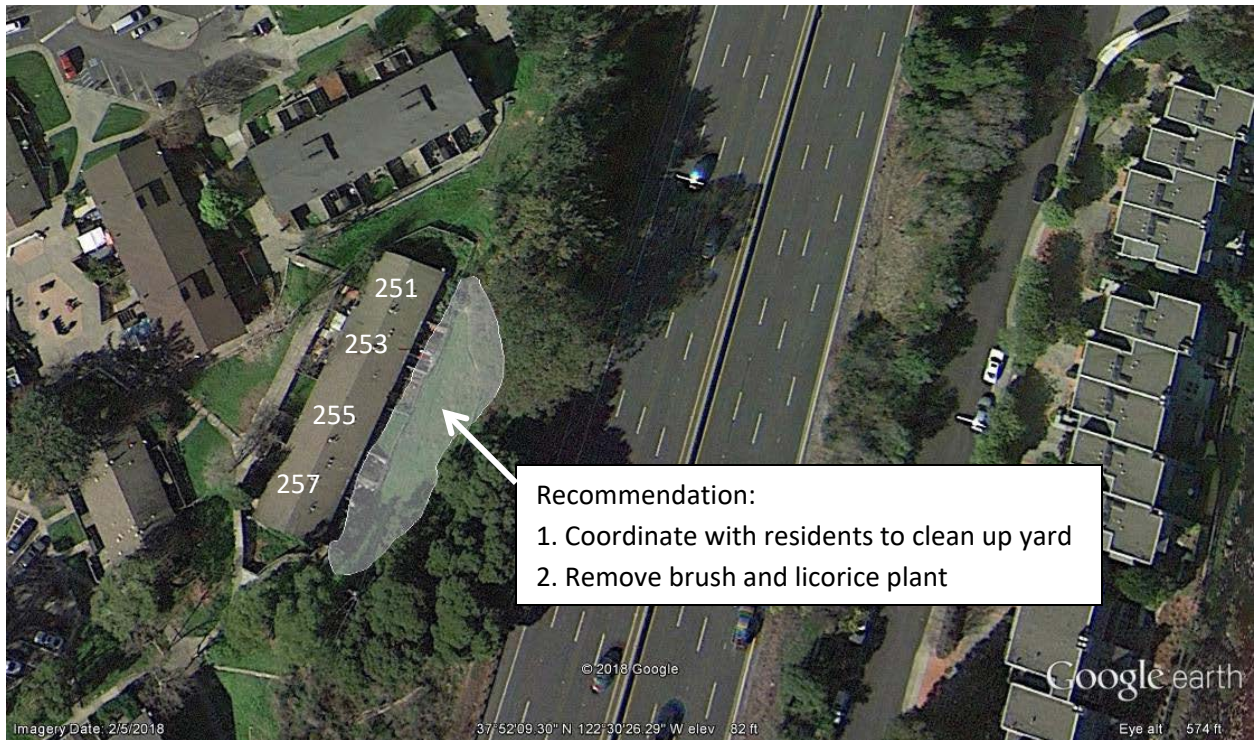 251
253
255
257
Recommendation:
1. Coordinate with residents to clean up yard
2. Remove brush and licorice plant
© 2018 Google
Google earth
Imagery Date: 2/5/2018
37°52'09.30" N 122°30'26.29" W elev 82 ft
Eye alt 574 ft